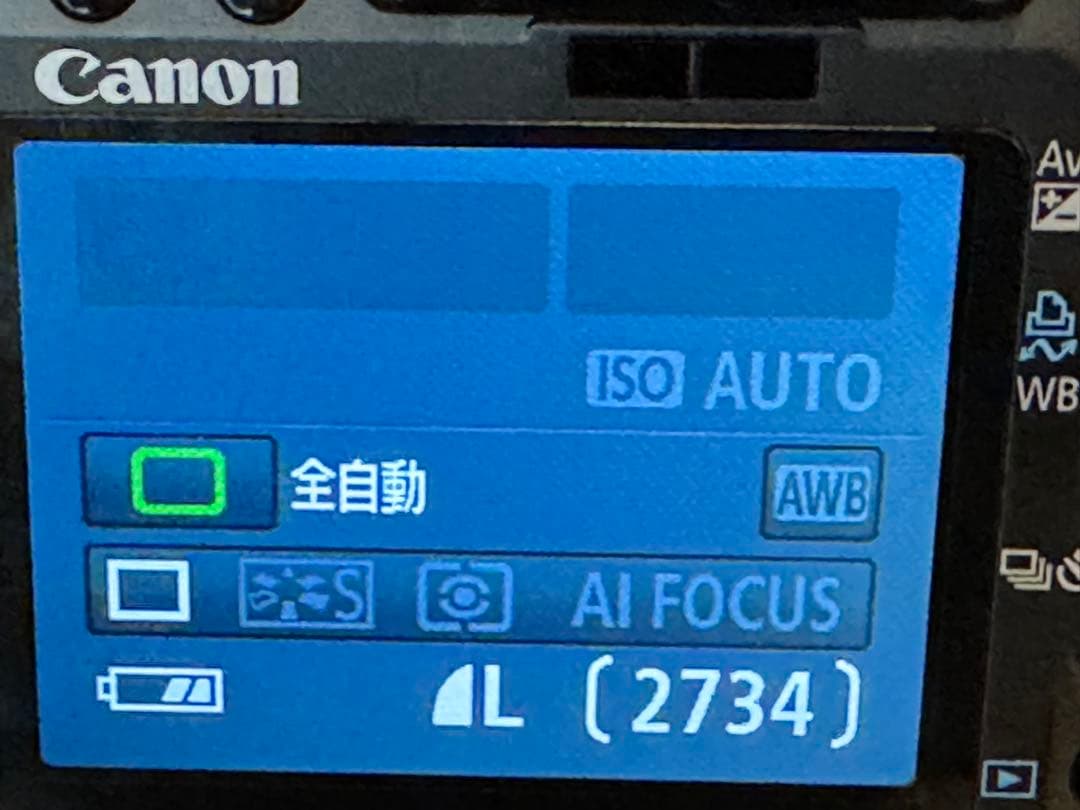 Canon
Av
ISO AUTO
WB
全自動
AWB
S
AI FOCUS
L (2734)